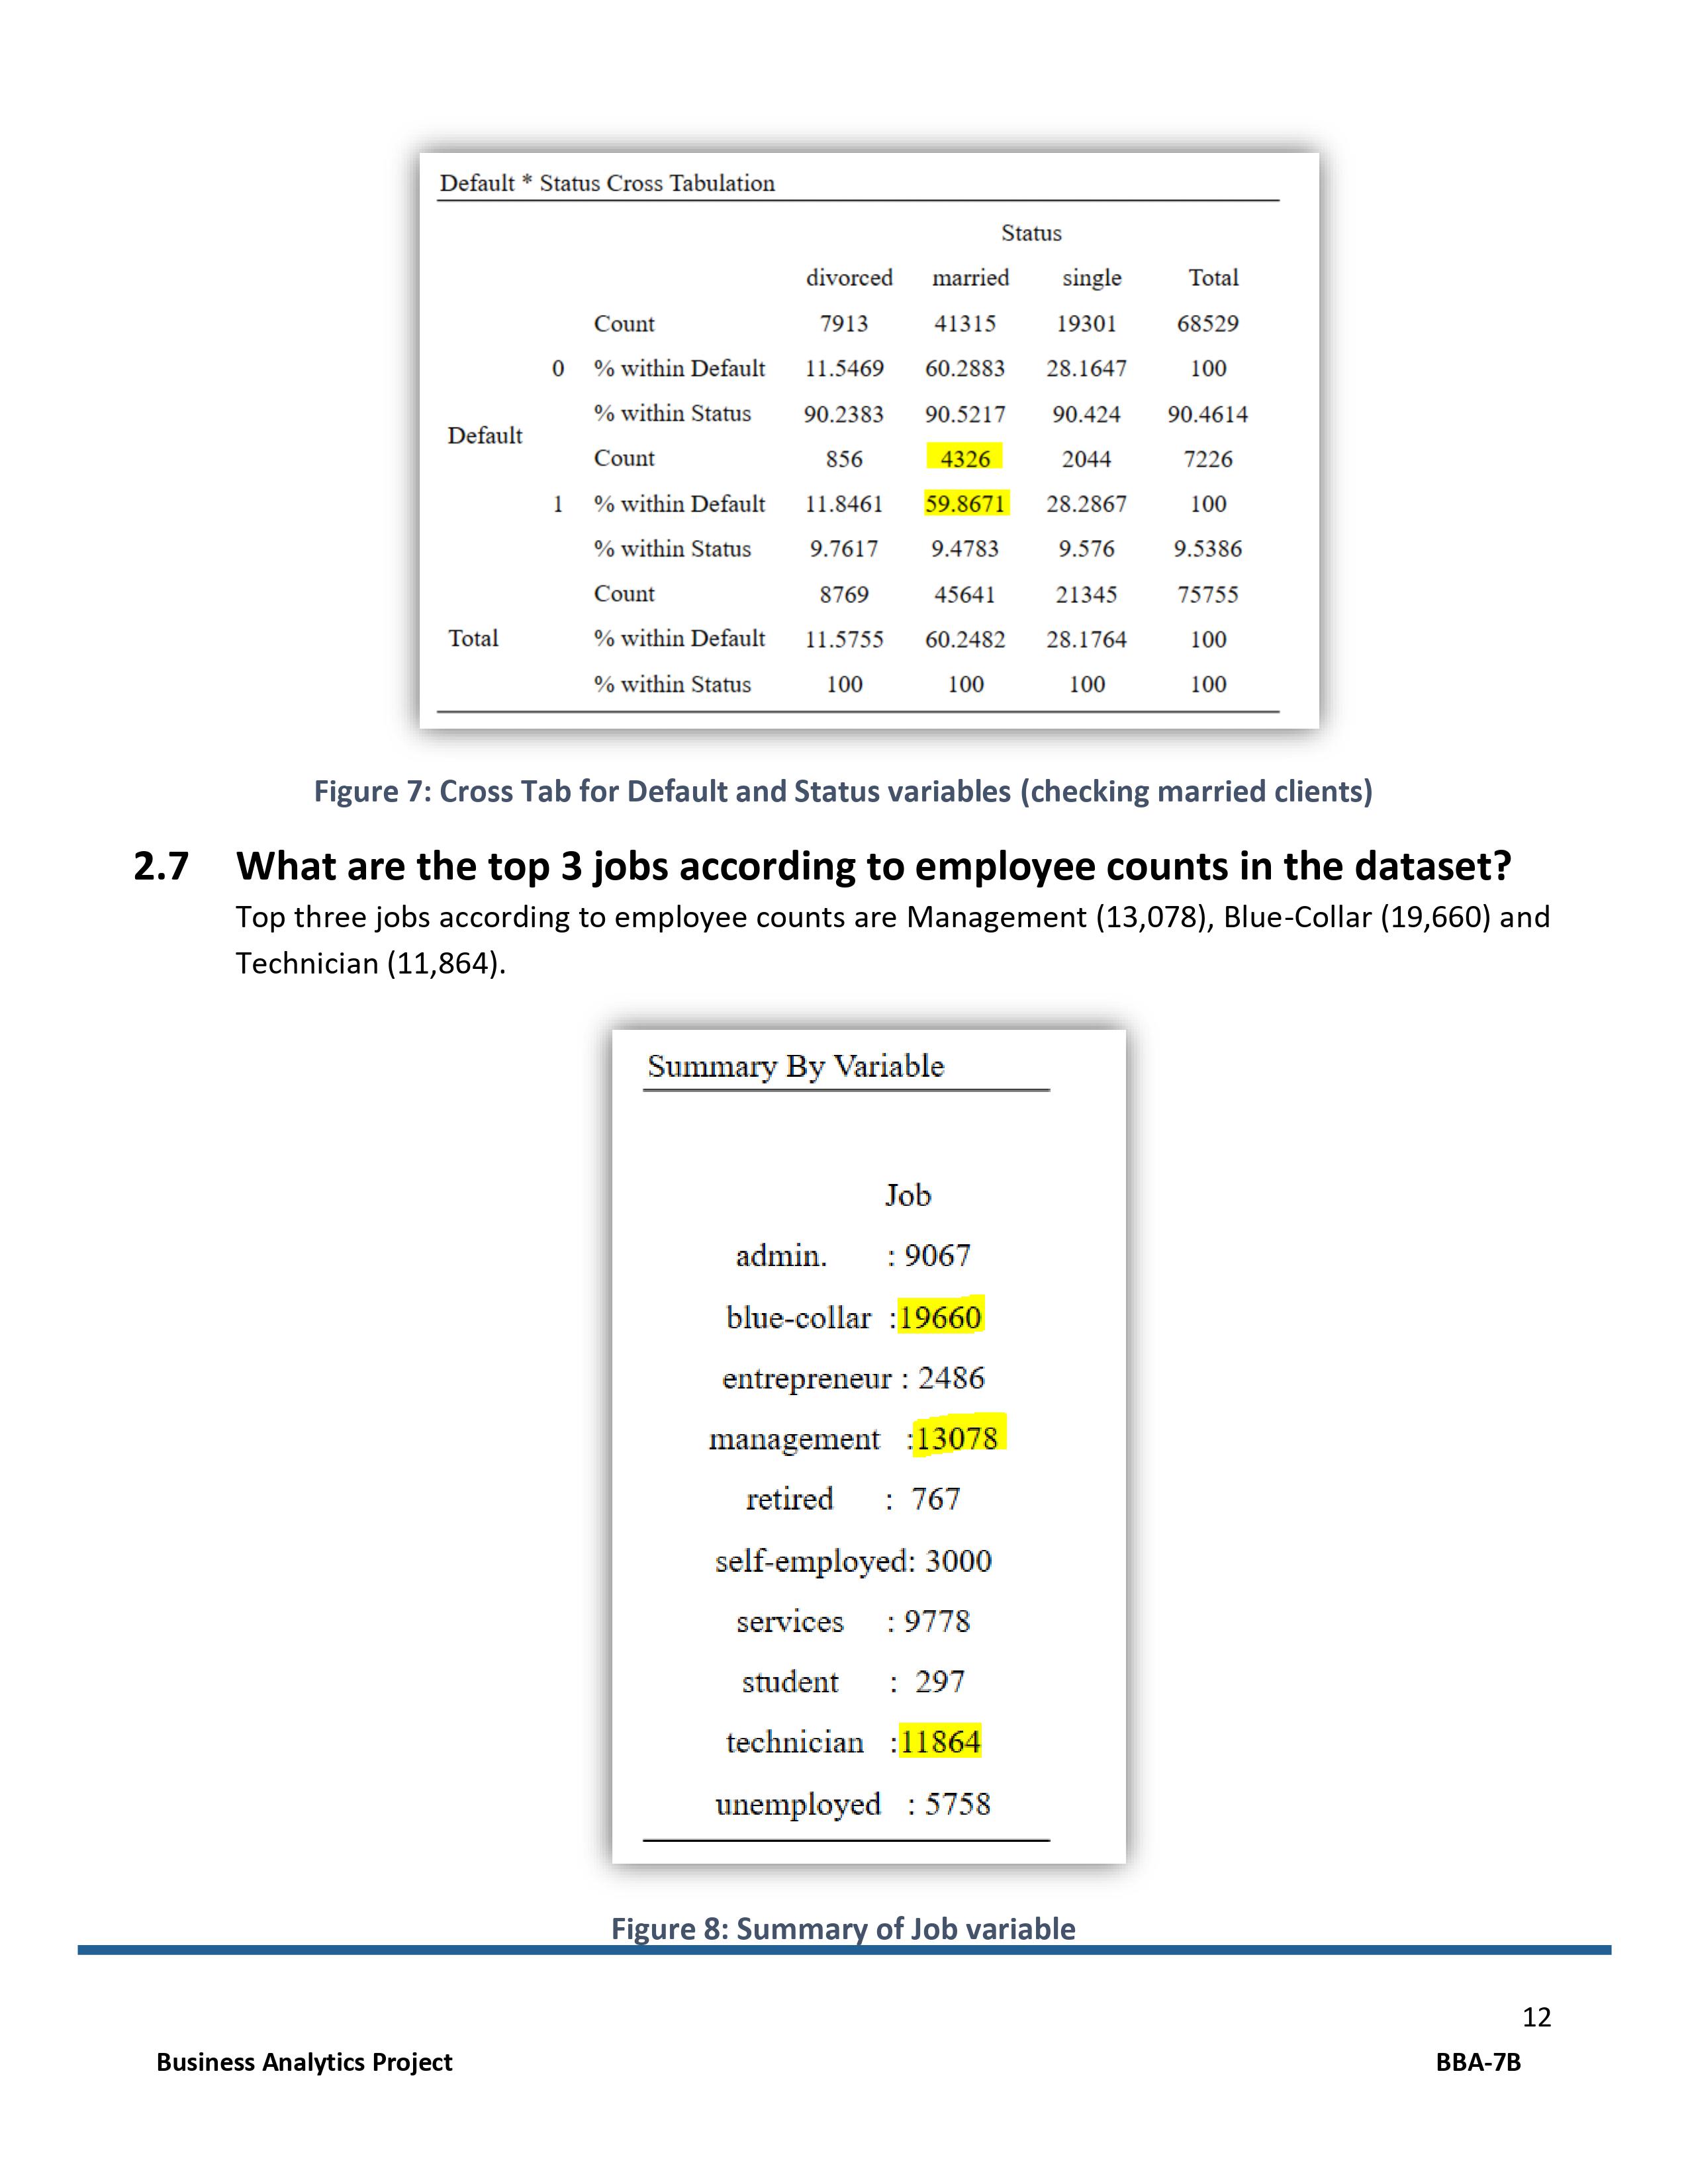 Default * Status Cross Tabulation
Status
divorced married single Total
Count 7913 41315 19301 68529
0 % within Default 11.5469 60.2883 28.1647 100
% within Status 90.2383 90.5217 90.424 90.4614
Default
Count 856 4326 2044 7226
1 % within Default 11.8461 59.8671 28.2867 100
% within Status 9.7617 9.4783 9.576 9.5386
Count 8769 45641 21345 75755
Total % within Default 11.5755 60.2482 28.1764 100
% within Status 100 100 100 100
Figure 7: Cross Tab for Default and Status variables (checking married clients)
2.7 What are the top 3 jobs according to employee counts in the dataset?
Top three jobs according to employee counts are Management (13,078), Blue-Collar (19,660) and
Technician (11,864).
Summary By Variable
Job
admin. : 9067
blue-collar :19660
entrepreneur : 2486
management :13078
retired : 767
self-employed: 3000
services : 9778
student : 297
technician :11864
unemployed : 5758
Figure 8: Summary of Job variable
12
Business Analytics Project BBA-7B